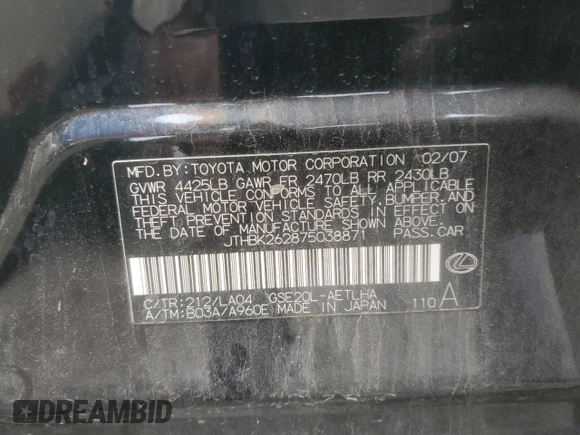 MFD.BY:TOYOTA MOTOR CORPORATION 02/07
GVWR 4425LB GAWR FR 2470LB RR 2430LB
THIS VEHICLE CONFORMS TO ALL APPLICABLE
FEDERAL MOTOR VEHICLE SAFETY,BUMPER,AND
THEFT PREVENTION STANDARDS IN EFFECT ON
THE DATE OF MANUFACTURE SHOWN ABOVE.
JTHBK262875038871 PASS.CAR
C/TR:212/LA04 GSE20L-AETLHA
A/TM:B03A/A960E MADE IN JAPAN 110 A
DREAMBID